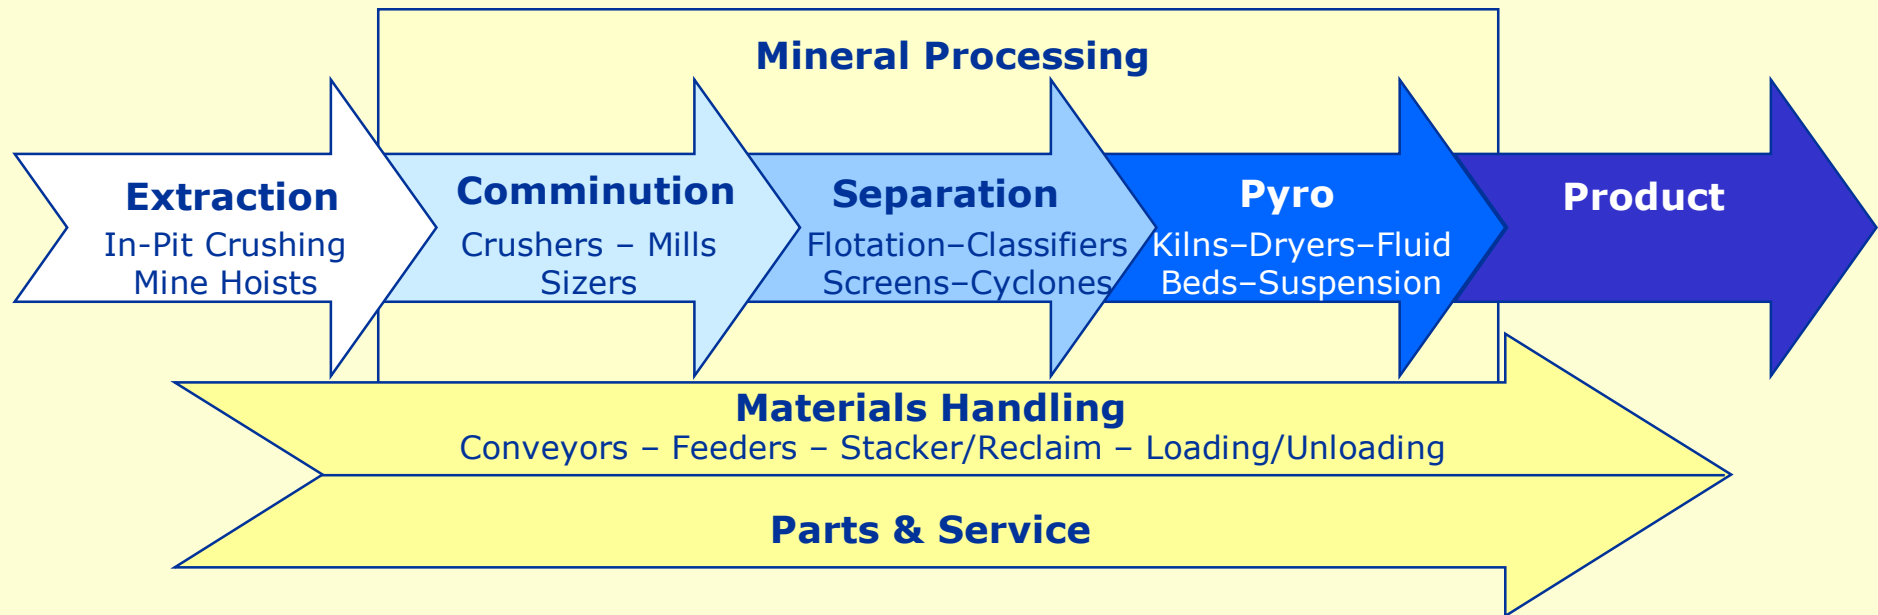 Mineral Processing
Extraction
In-Pit Crushing
Mine Hoists
Comminution
Crushers – Mills
Sizers
Separation
Flotation–Classifiers
Screens–Cyclones
Pyro
Kilns–Dryers–Fluid
Beds–Suspension
Product
Materials Handling
Conveyors – Feeders – Stacker/Reclaim – Loading/Unloading
Parts & Service